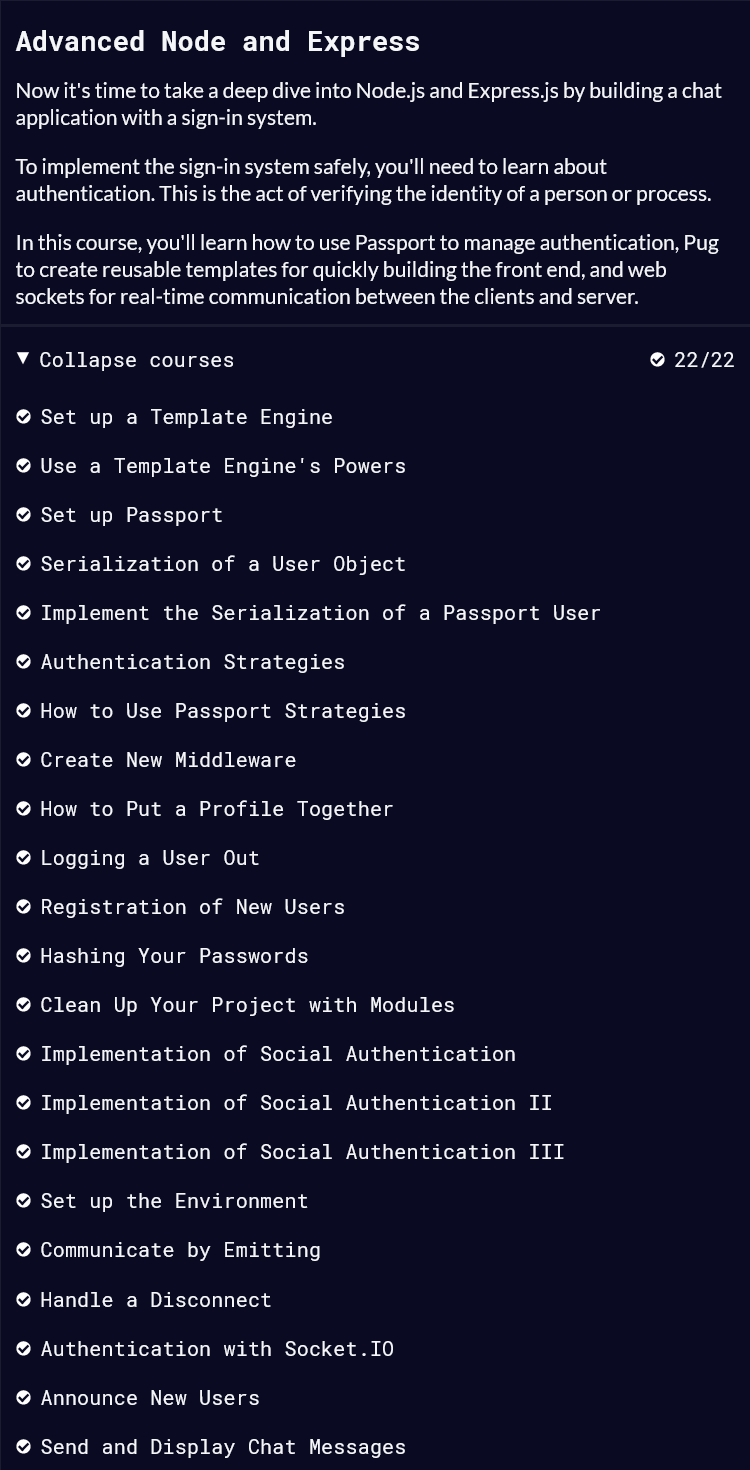 Advanced Node and Express
Now it's time to take a deep dive into Node.js and Express.js by building a chat
application with a sign-in system.
To implement the sign-in system safely, you'll need to learn about
authentication. This is the act of verifying the identity of a person or process.
In this course, you'll learn how to use Passport to manage authentication, Pug
to create reusable templates for quickly building the front end, and web
sockets for real-time communication between the clients and server.
Collapse courses 22/22
Set up a Template Engine
Use a Template Engine's Powers
Set up Passport
Serialization of a User Object
Implement the Serialization of a Passport User
Authentication Strategies
How to Use Passport Strategies
Create New Middleware
How to Put a Profile Together
Logging a User Out
Registration of New Users
Hashing Your Passwords
Clean Up Your Project with Modules
Implementation of Social Authentication
Implementation of Social Authentication II
Implementation of Social Authentication III
Set up the Environment
Communicate by Emitting
Handle a Disconnect
Authentication with Socket.IO
Announce New Users
Send and Display Chat Messages